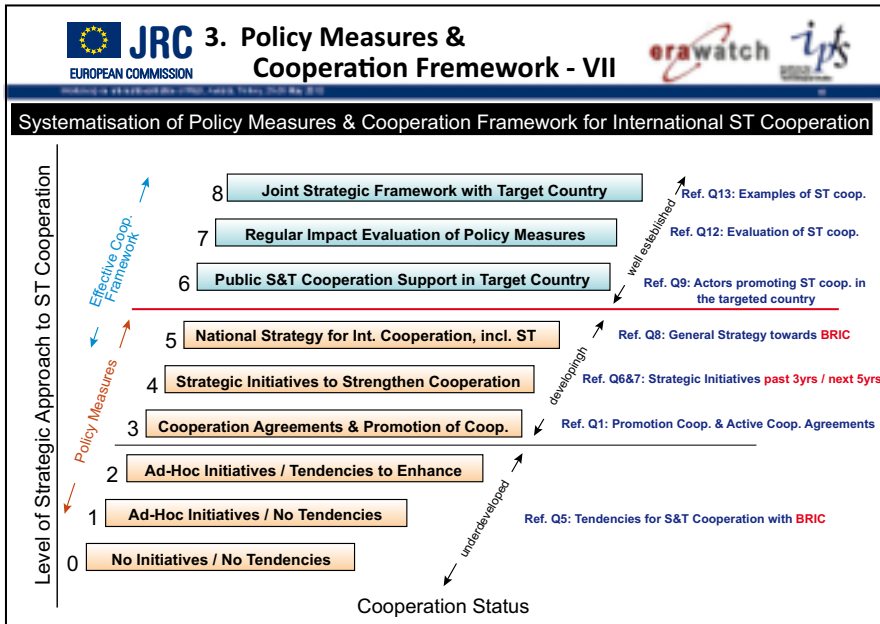 JRC
EUROPEAN COMMISSION
3. Policy Measures &
Cooperation Fremework - VII
erawatch
ipts
Systematisation of Policy Measures & Cooperation Framework for International ST Cooperation
Level of Strategic Approach to ST Cooperation
Effective Coop.
Framework
Policy Measures
8 Joint Strategic Framework with Target Country
Ref. Q13: Examples of ST coop.
7 Regular Impact Evaluation of Policy Measures
Ref. Q12: Evaluation of ST coop.
6 Public S&T Cooperation Support in Target Country
Ref. Q9: Actors promoting ST coop. in
the targeted country
well established
5 National Strategy for Int. Cooperation, incl. ST
Ref. Q8: General Strategy towards BRIC
4 Strategic Initiatives to Strengthen Cooperation
Ref. Q6&7: Strategic Initiatives past 3yrs / next 5yrs
3 Cooperation Agreements & Promotion of Coop.
Ref. Q1: Promotion Coop. & Active Coop. Agreements
developingh
2 Ad-Hoc Initiatives / Tendencies to Enhance
1 Ad-Hoc Initiatives / No Tendencies
Ref. Q5: Tendencies for S&T Cooperation with BRIC
0 No Initiatives / No Tendencies
underdeveloped
Cooperation Status